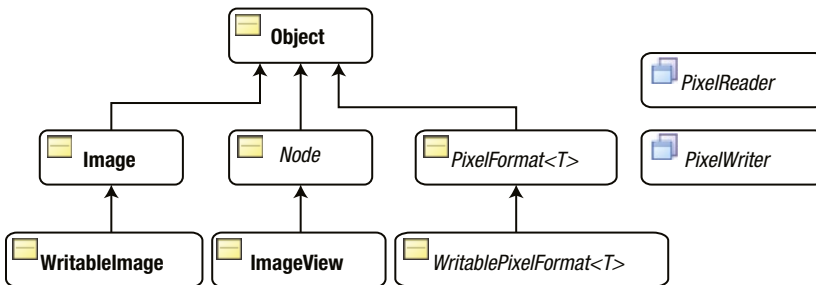 Object
PixelReader
Image
Node
PixelFormat<T>
PixelWriter
WritableImage
ImageView
WritablePixelFormat<T>